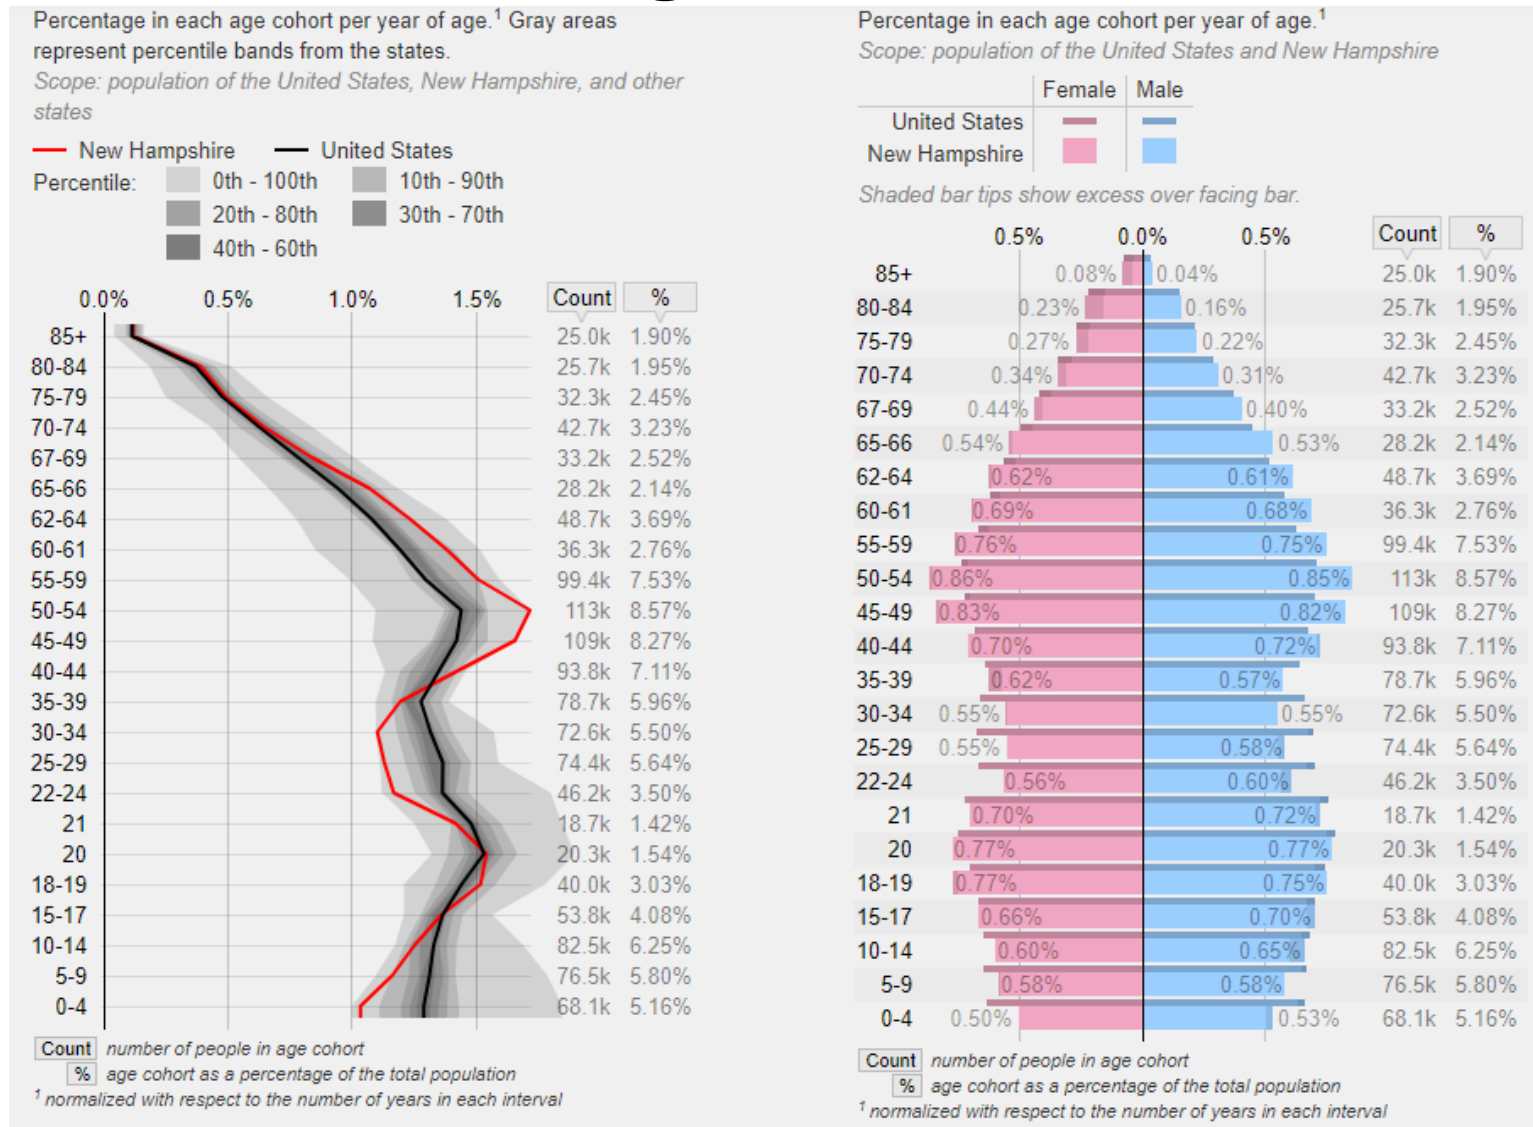 Percentage in each age cohort per year of age.¹ Gray areas
represent percentile bands from the states.
Scope: population of the United States, New Hampshire, and other
states
New Hampshire United States
Percentile: 0th - 100th 10th - 90th
20th - 80th 30th - 70th
40th - 60th
0.0% 0.5% 1.0% 1.5% Count %
85+ 25.0k 1.90%
80-84 25.7k 1.95%
75-79 32.3k 2.45%
70-74 42.7k 3.23%
67-69 33.2k 2.52%
65-66 28.2k 2.14%
62-64 48.7k 3.69%
60-61 36.3k 2.76%
55-59 99.4k 7.53%
50-54 113k 8.57%
45-49 109k 8.27%
40-44 93.8k 7.11%
35-39 78.7k 5.96%
30-34 72.6k 5.50%
25-29 74.4k 5.64%
22-24 46.2k 3.50%
21 18.7k 1.42%
20 20.3k 1.54%
18-19 40.0k 3.03%
15-17 53.8k 4.08%
10-14 82.5k 6.25%
5-9 76.5k 5.80%
0-4 68.1k 5.16%
Count number of people in age cohort
% age cohort as a percentage of the total population
¹ normalized with respect to the number of years in each interval
Percentage in each age cohort per year of age.¹
Scope: population of the United States and New Hampshire
Female Male
United States
New Hampshire
Shaded bar tips show excess over facing bar.
0.5% 0.0% 0.5% Count %
85+ 0.08% 0.04% 25.0k 1.90%
80-84 0.23% 0.16% 25.7k 1.95%
75-79 0.27% 0.22% 32.3k 2.45%
70-74 0.34% 0.31% 42.7k 3.23%
67-69 0.44% 0.40% 33.2k 2.52%
65-66 0.54% 0.53% 28.2k 2.14%
62-64 0.62% 0.61% 48.7k 3.69%
60-61 0.69% 0.68% 36.3k 2.76%
55-59 0.76% 0.75% 99.4k 7.53%
50-54 0.86% 0.85% 113k 8.57%
45-49 0.83% 0.82% 109k 8.27%
40-44 0.70% 0.72% 93.8k 7.11%
35-39 0.62% 0.57% 78.7k 5.96%
30-34 0.55% 0.55% 72.6k 5.50%
25-29 0.55% 0.58% 74.4k 5.64%
22-24 0.56% 0.60% 46.2k 3.50%
21 0.70% 0.72% 18.7k 1.42%
20 0.77% 0.77% 20.3k 1.54%
18-19 0.77% 0.75% 40.0k 3.03%
15-17 0.66% 0.70% 53.8k 4.08%
10-14 0.60% 0.65% 82.5k 6.25%
5-9 0.58% 0.58% 76.5k 5.80%
0-4 0.50% 0.53% 68.1k 5.16%
Count number of people in age cohort
% age cohort as a percentage of the total population
¹ normalized with respect to the number of years in each interval